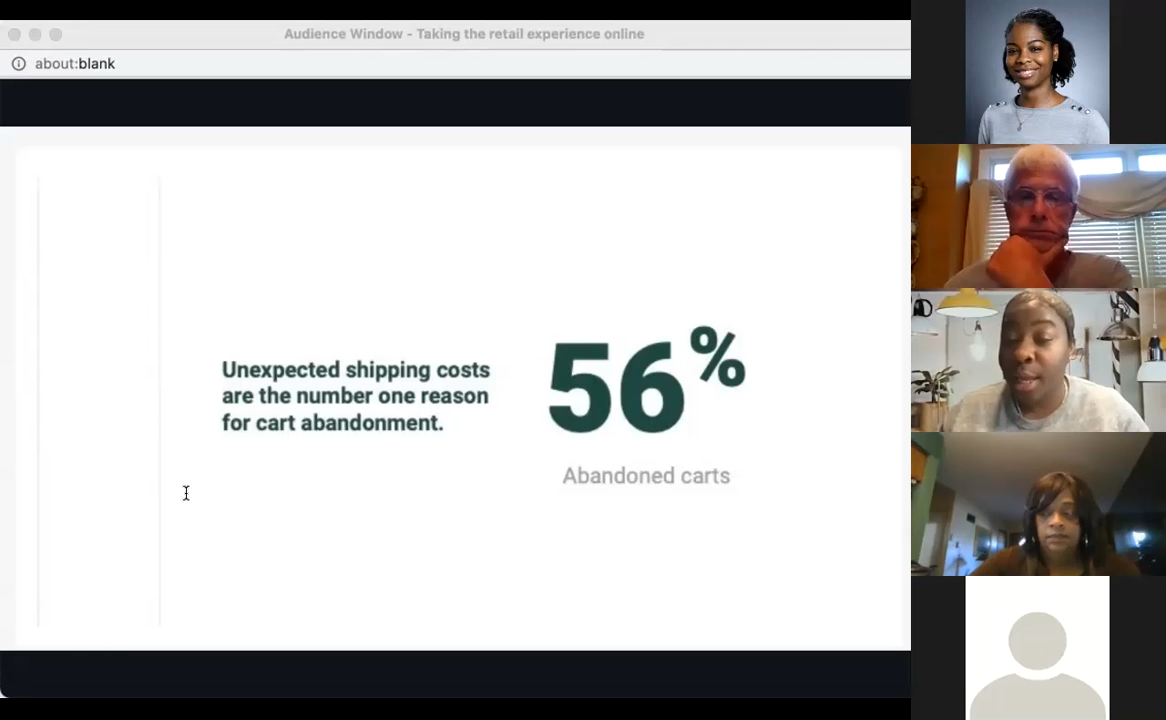 Audience Window - Taking the retail experience online
about:blank
Unexpected shipping costs
are the number one reason
for cart abandonment.
56%
Abandoned carts